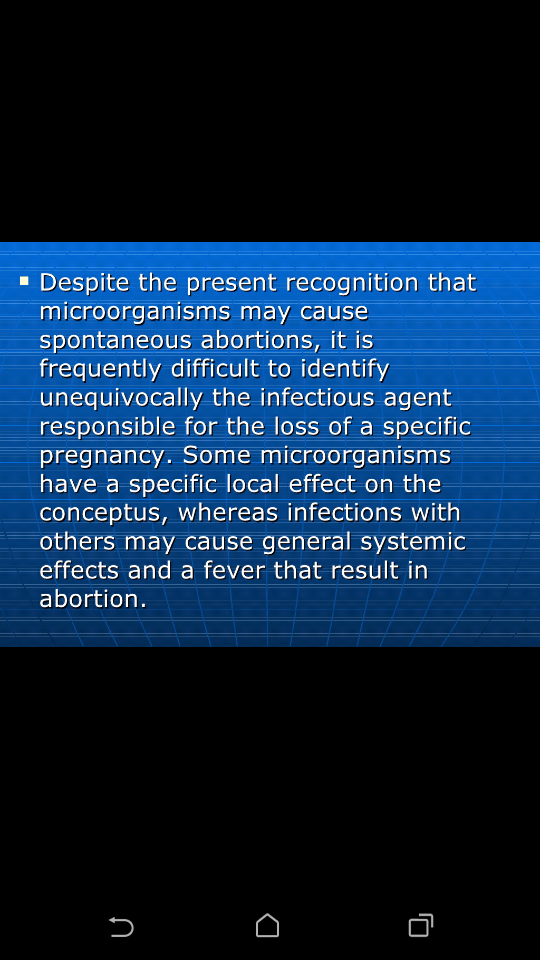 Despite the present recognition that
microorganisms may cause
spontaneous abortions, it is
frequently difficult to identify
unequivocally the infectious agent
responsible for the loss of a specific
pregnancy. Some microorganisms
have a specific local effect on the
conceptus, whereas infections with
others may cause general systemic
effects and a fever that result in
abortion.